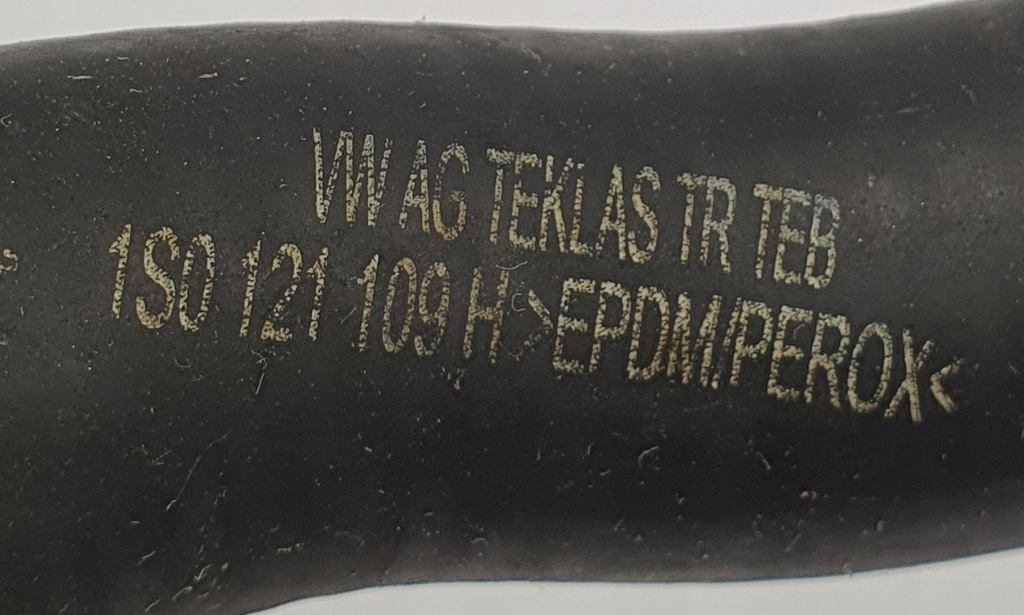 VW AG TEKLAS TR TEB
1S0 121 109 H >EPDM/PEROX<